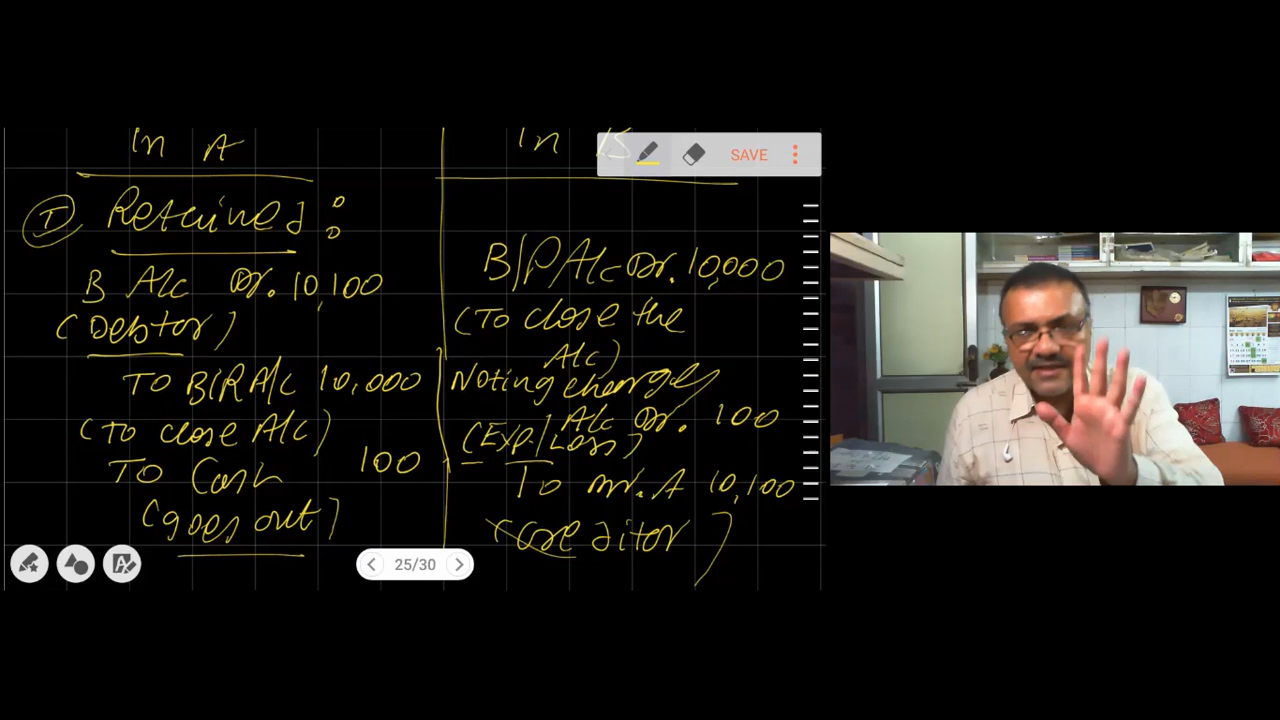 In A
I Retained :
B A/c Dr. 10,100
(Debtor)
To B/R A/c 10,000
(To close A/c)
To Cash 100
(goes out)
In B
B/P A/c Dr. 10,000
(To close the
A/c)
Noting charges
A/c Dr. 100
(Exp/Loss)
To Mr. A 10,100
(creditor)
SAVE
25/30